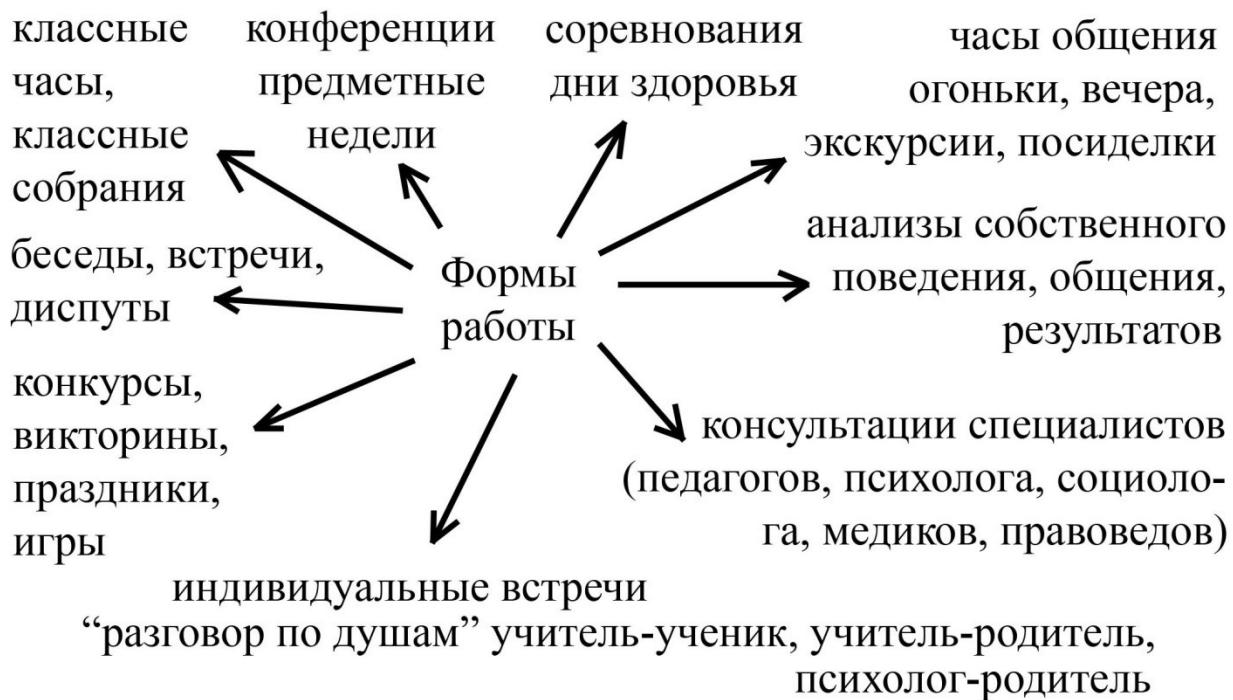 классные
часы,
классные
собрания
конференции
предметные
недели
соревнования
дни здоровья
часы общения
огоньки, вечера,
экскурсии, посиделки
беседы, встречи,
диспуты
Формы
работы
анализы собственного
поведения, общения,
результатов
конкурсы,
викторины,
праздники,
игры
консультации специалистов
(педагогов, психолога, социоло-
га, медиков, правоведов)
индивидуальные встречи
“разговор по душам” учитель-ученик, учитель-родитель,
психолог-родитель